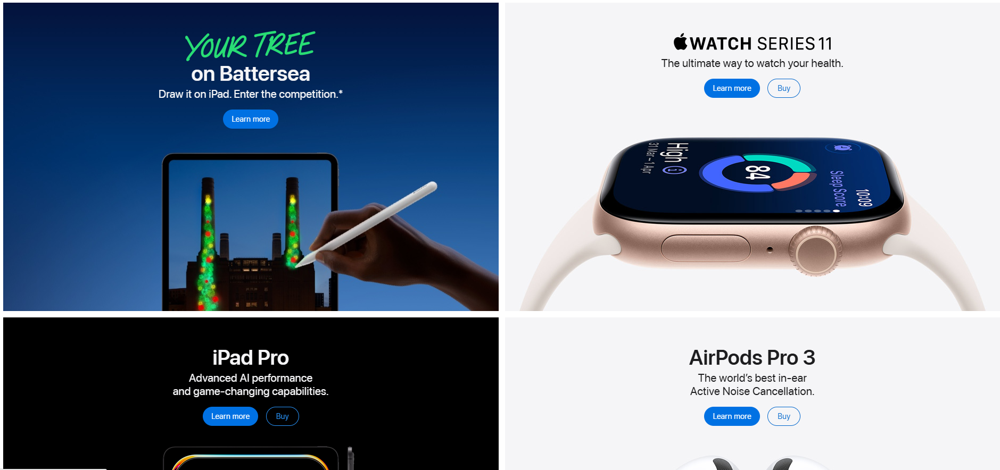 YOUR TREE
on Battersea
Draw it on iPad. Enter the competition.*
Learn more
WATCH SERIES 11
The ultimate way to watch your health.
Learn more
Buy
High
31 Mar – 1 Apr
84
Sleep Score
10:09
iPad Pro
Advanced AI performance
and game-changing capabilities.
Learn more
Buy
AirPods Pro 3
The world’s best in-ear
Active Noise Cancellation.
Learn more
Buy